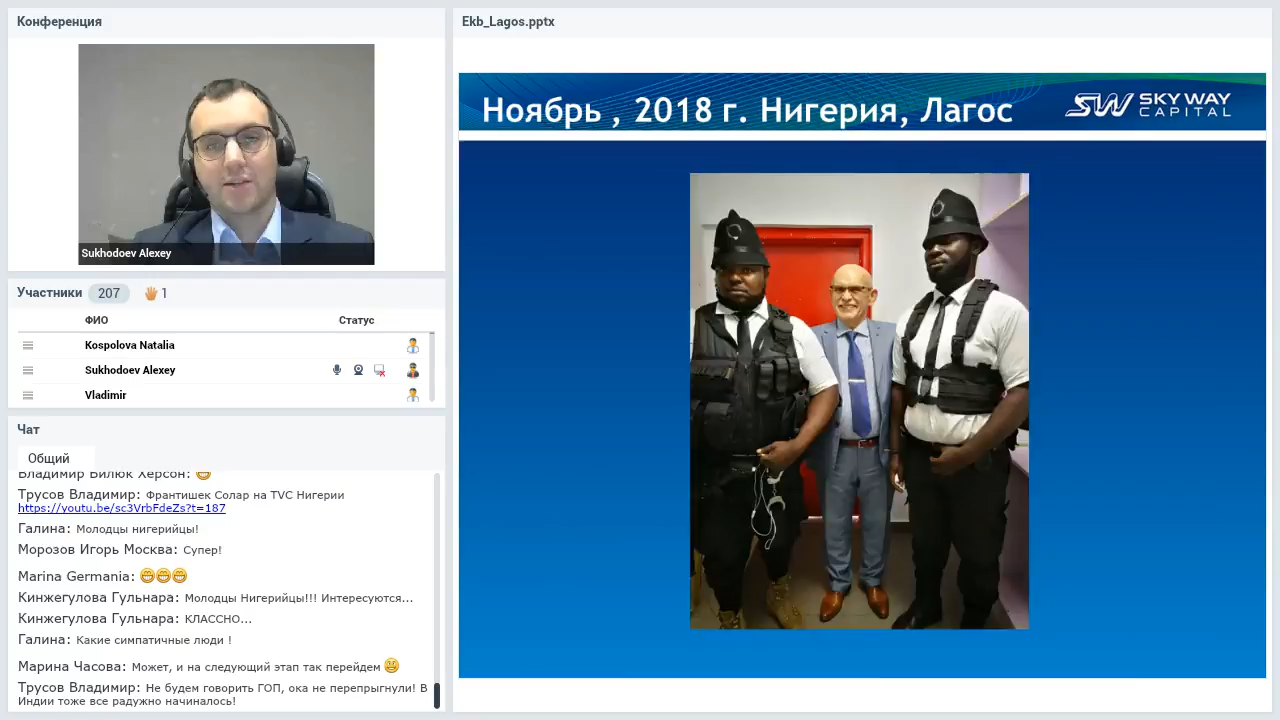 Конференция
Sukhodoev Alexey
Участники 207 1
ФИО Статус
Kospolova Natalia
Sukhodoev Alexey
Vladimir
Чат
Общий
Владимир Билюк Херсон:
Трусов Владимир: Франтишек Солар на TVC Нигерии
https://youtu.be/sc3VrbFdeZs?t=187
Галина: Молодцы нигерийцы!
Морозов Игорь Москва: Супер!
Marina Germania:
Кинжегулова Гульнара: Молодцы Нигерийцы!!! Интересуются...
Кинжегулова Гульнара: КЛАССНО...
Галина: Какие симпатичные люди !
Марина Часова: Может, и на следующий этап так перейдем
Трусов Владимир: Не будем говорить ГОП, ока не перепрыгнули! В
Индии тоже все радужно начиналось!
Ekb_Lagos.pptx
Ноябрь , 2018 г. Нигерия, Лагос
SW SKY WAY
CAPITAL